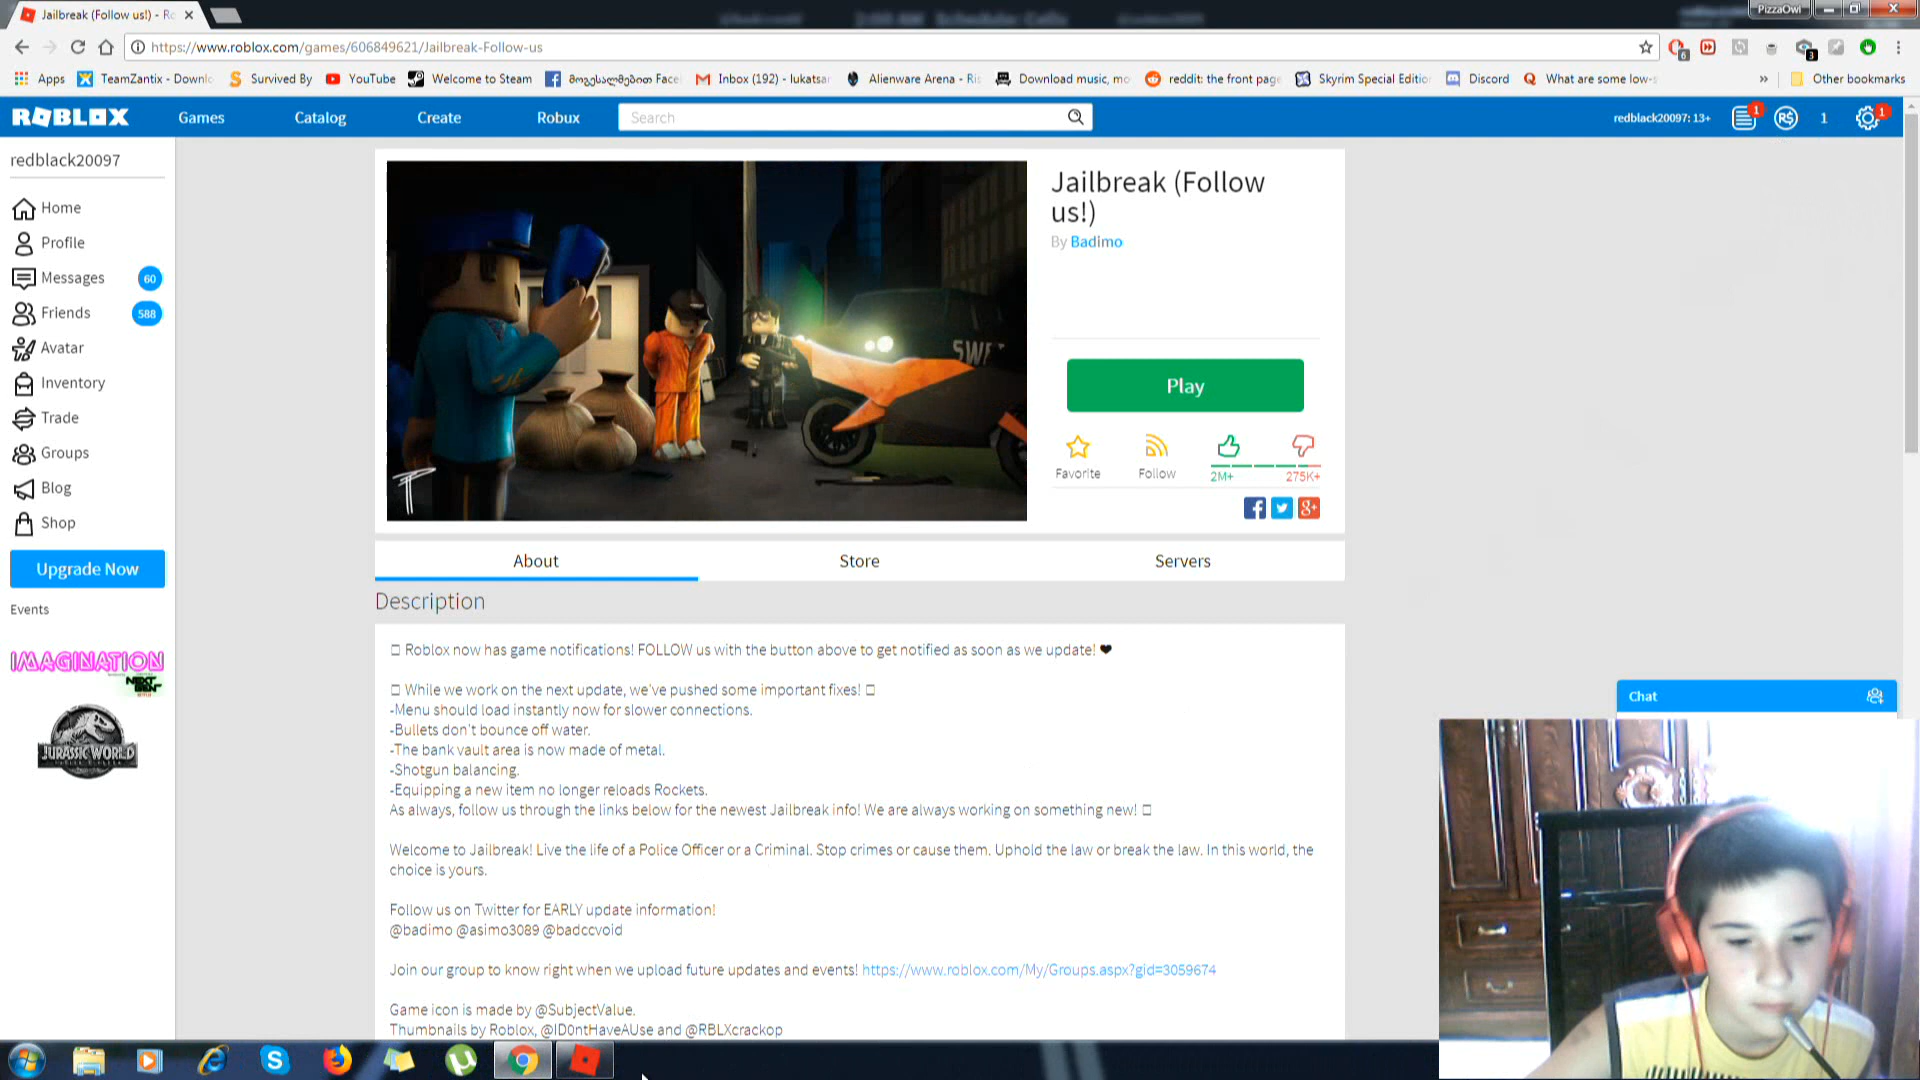 Jailbreak (Follow us!) - Ro
PizzaOwl
https://www.roblox.com/games/606849621/Jailbreak-Follow-us
6
3
Apps
TeamZantix - Downlo
Survived By
YouTube
Welcome to Steam
მოგესალმებით Face
Inbox (192) - lukatsar
Alienware Arena - Ris
Download music, mo
reddit: the front page
Skyrim Special Editio
Discord
What are some low-s
» Other bookmarks
ROBLOX
Games
Catalog
Create
Robux
Search
redblack20097: 13+
1
R$
1
1
redblack20097
Home
Profile
Messages 60
Friends 588
Avatar
Inventory
Trade
Groups
Blog
Shop
Upgrade Now
Events
IMAGINATION
JURASSIC WORLD
SWAT
Jailbreak (Follow
us!)
By Badimo
Play
Favorite
Follow
2M+
275K+
About
Store
Servers
Description
Roblox now has game notifications! FOLLOW us with the button above to get notified as soon as we update! ❤
While we work on the next update, we've pushed some important fixes!
-Menu should load instantly now for slower connections.
-Bullets don't bounce off water.
-The bank vault area is now made of metal.
-Shotgun balancing.
-Equipping a new item no longer reloads Rockets.
As always, follow us through the links below for the newest Jailbreak info! We are always working on something new!
Welcome to Jailbreak! Live the life of a Police Officer or a Criminal. Stop crimes or cause them. Uphold the law or break the law. In this world, the
choice is yours.
Follow us on Twitter for EARLY update information!
@badimo @asimo3089 @badccvoid
Join our group to know right when we upload future updates and events! https://www.roblox.com/My/Groups.aspx?gid=3059674
Game icon is made by @SubjectValue.
Thumbnails by Roblox, @ID0ntHaveAUse and @RBLXcrackop
Chat